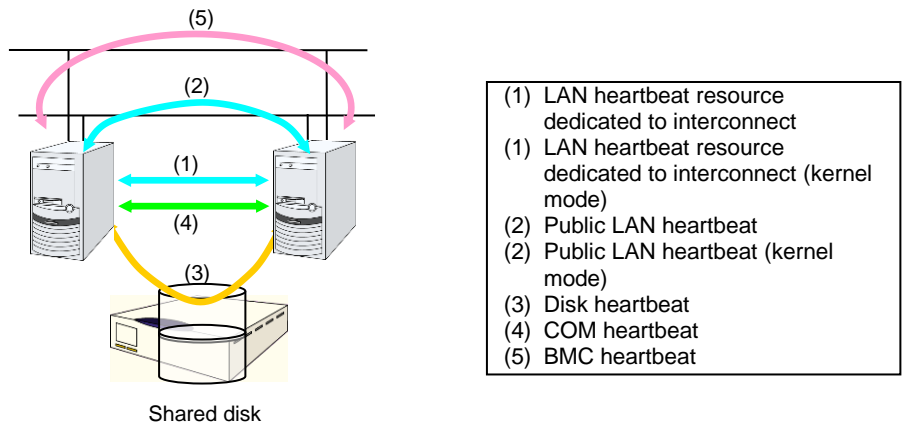 (5)
(2)
(1)
(4)
(3)
Shared disk
(1) LAN heartbeat resource
dedicated to interconnect
(1) LAN heartbeat resource
dedicated to interconnect (kernel
mode)
(2) Public LAN heartbeat
(2) Public LAN heartbeat (kernel
mode)
(3) Disk heartbeat
(4) COM heartbeat
(5) BMC heartbeat